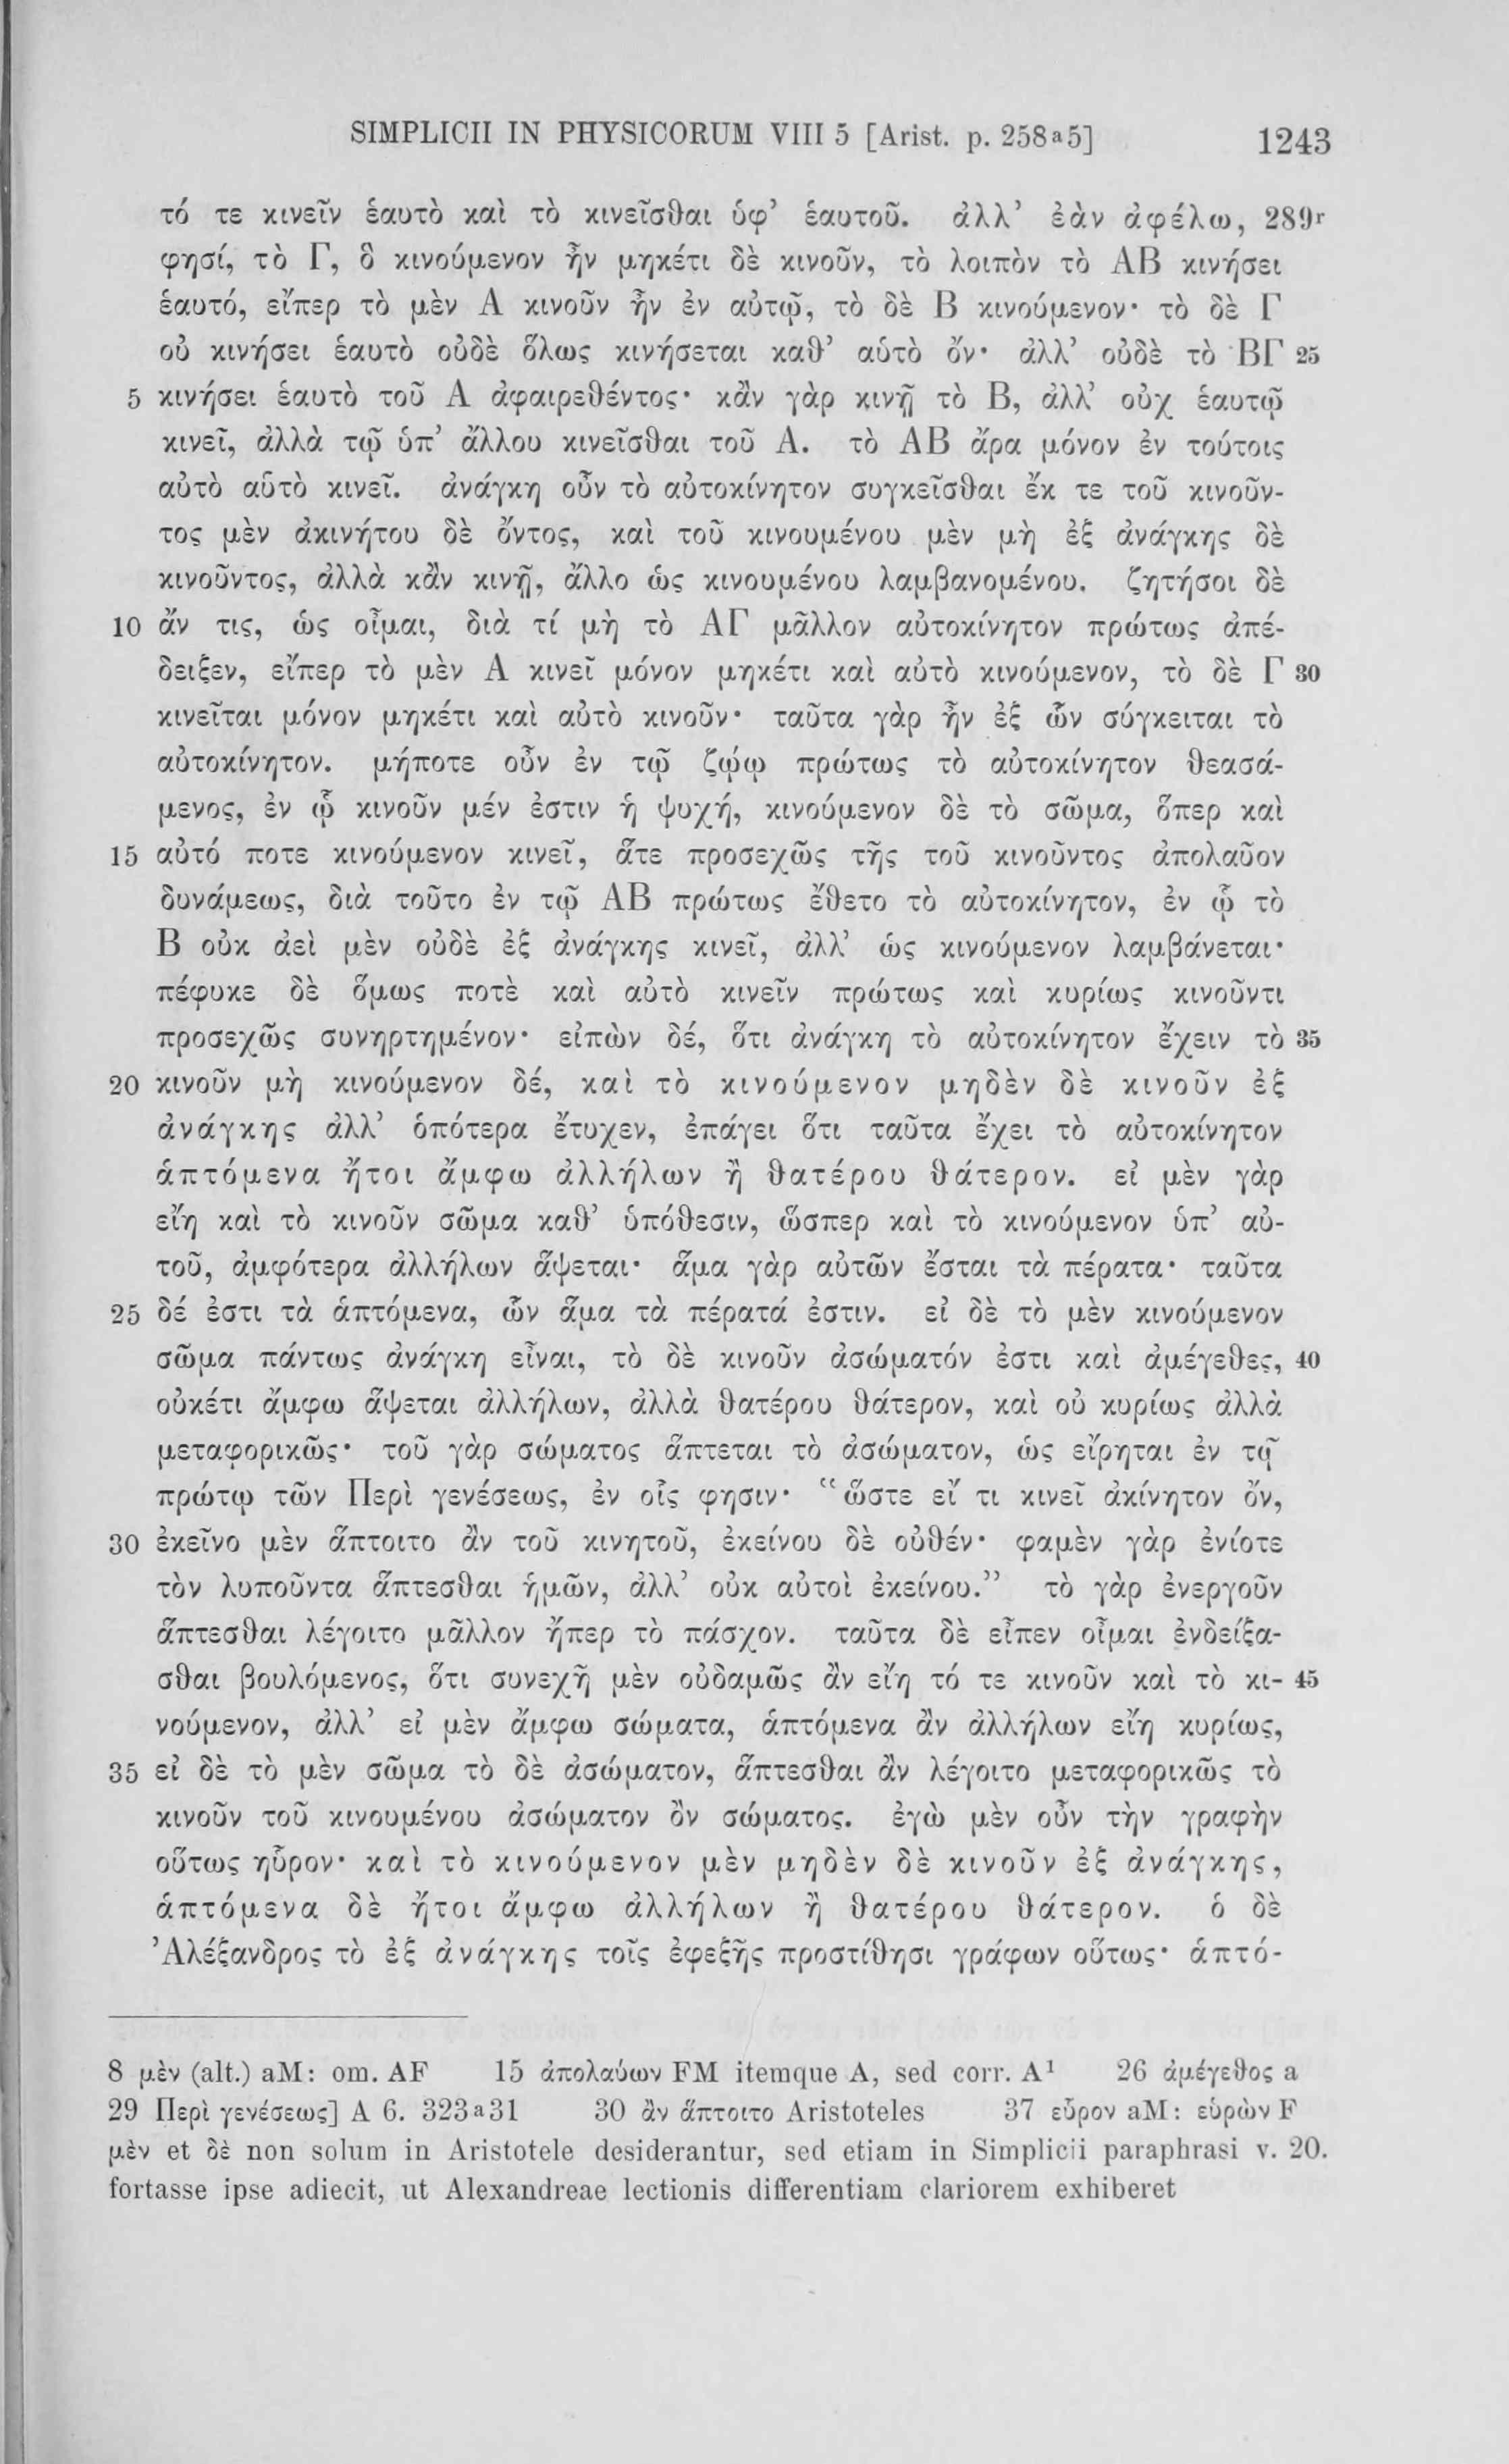 SIMPLICII IN PHYSICORUM VIII 5 [Arist. p. 258a5] 1243
τό τε κινεῖν ἑαυτὸ καὶ τὸ κινεῖσθαι ὑφ’ ἑαυτοῦ. ἀλλ’ ἐὰν ἀφέλω, 289r
φησί, τὸ Γ, ὃ κινούμενον ἦν μηκέτι δὲ κινοῦν, τὸ λοιπὸν τὸ ΑΒ κινήσει
ἑαυτό, εἴπερ τὸ μὲν Α κινοῦν ἦν ἐν αὐτῷ, τὸ δὲ Β κινούμενον· τὸ δὲ Γ
οὐ κινήσει ἑαυτὸ οὐδὲ ὅλως κινήσεται καθ’ αὑτὸ ὄν· ἀλλ’ οὐδὲ τὸ ΒΓ 25
5 κινήσει ἑαυτὸ τοῦ Α ἀφαιρεθέντος· κἂν γὰρ κινῇ τὸ Β, ἀλλ’ οὐχ ἑαυτῷ
κινεῖ, ἀλλὰ τῷ ὑπ’ ἄλλου κινεῖσθαι τοῦ Α. τὸ ΑΒ ἄρα μόνον ἐν τούτοις
αὐτὸ αὑτὸ κινεῖ. ἀνάγκη οὖν τὸ αὐτοκίνητον συγκεῖσθαι ἔκ τε τοῦ κινοῦν-
τος μὲν ἀκινήτου δὲ ὄντος, καὶ τοῦ κινουμένου μὲν μὴ ἐξ ἀνάγκης δὲ
κινοῦντος, ἀλλὰ κἂν κινῇ, ἄλλο ὡς κινουμένου λαμβανομένου. ζητήσοι δὲ
10 ἄν τις, ὡς οἶμαι, διὰ τί μὴ τὸ ΑΓ μᾶλλον αὐτοκίνητον πρώτως ἀπέ-
δειξεν, εἴπερ τὸ μὲν Α κινεῖ μόνον μηκέτι καὶ αὐτὸ κινούμενον, τὸ δὲ Γ 30
κινεῖται μόνον μηκέτι καὶ αὐτὸ κινοῦν· ταῦτα γὰρ ἦν ἐξ ὧν σύγκειται τὸ
αὐτοκίνητον. μήποτε οὖν ἐν τῷ ζῴῳ πρώτως τὸ αὐτοκίνητον θεασά-
μενος, ἐν ᾧ κινοῦν μέν ἐστιν ἡ ψυχή, κινούμενον δὲ τὸ σῶμα, ὅπερ καὶ
15 αὐτό ποτε κινούμενον κινεῖ, ἅτε προσεχῶς τῆς τοῦ κινοῦντος ἀπολαῦον
δυνάμεως, διὰ τοῦτο ἐν τῷ ΑΒ πρώτως ἔθετο τὸ αὐτοκίνητον, ἐν ᾧ τὸ
Β οὐκ ἀεὶ μὲν οὐδὲ ἐξ ἀνάγκης κινεῖ, ἀλλ’ ὡς κινούμενον λαμβάνεται·
πέφυκε δὲ ὅμως ποτὲ καὶ αὐτὸ κινεῖν πρώτως καὶ κυρίως κινοῦντι
προσεχῶς συνηρτημένον· εἰπὼν δέ, ὅτι ἀνάγκη τὸ αὐτοκίνητον ἔχειν τὸ 35
20 κινοῦν μὴ κινούμενον δέ, καὶ τὸ κινούμενον μηδὲν δὲ κινοῦν ἐξ
ἀνάγκης ἀλλ’ ὁπότερα ἔτυχεν, ἐπάγει ὅτι ταῦτα ἔχει τὸ αὐτοκίνητον
ἁπτόμενα ἤτοι ἄμφω ἀλλήλων ἢ θατέρου θάτερον. εἰ μὲν γὰρ
εἴη καὶ τὸ κινοῦν σῶμα καθ’ ὑπόθεσιν, ὥσπερ καὶ τὸ κινούμενον ὑπ’ αὐ-
τοῦ, ἀμφότερα ἀλλήλων ἅψεται· ἅμα γὰρ αὐτῶν ἔσται τὰ πέρατα· ταῦτα
25 δέ ἐστι τὰ ἁπτόμενα, ὧν ἅμα τὰ πέρατά ἐστιν. εἰ δὲ τὸ μὲν κινούμενον
σῶμα πάντως ἀνάγκη εἶναι, τὸ δὲ κινοῦν ἀσώματόν ἐστι καὶ ἀμέγεθες, 40
οὐκέτι ἄμφω ἅψεται ἀλλήλων, ἀλλὰ θατέρου θάτερον, καὶ οὐ κυρίως ἀλλὰ
μεταφορικῶς· τοῦ γὰρ σώματος ἅπτεται τὸ ἀσώματον, ὡς εἴρηται ἐν τῷ
πρώτῳ τῶν Περὶ γενέσεως, ἐν οἷς φησιν· “ὥστε εἴ τι κινεῖ ἀκίνητον ὄν,
30 ἐκεῖνο μὲν ἅπτοιτο ἂν τοῦ κινητοῦ, ἐκείνου δὲ οὐθέν· φαμὲν γὰρ ἐνίοτε
τὸν λυποῦντα ἅπτεσθαι ἡμῶν, ἀλλ’ οὐκ αὐτοὶ ἐκείνου.” τὸ γὰρ ἐνεργοῦν
ἅπτεσθαι λέγοιτο μᾶλλον ἤπερ τὸ πάσχον. ταῦτα δὲ εἶπεν οἶμαι ἐνδείξα-
σθαι βουλόμενος, ὅτι συνεχῆ μὲν οὐδαμῶς ἂν εἴη τό τε κινοῦν καὶ τὸ κι- 45
νούμενον, ἀλλ’ εἰ μὲν ἄμφω σώματα, ἁπτόμενα ἂν ἀλλήλων εἴη κυρίως,
35 εἰ δὲ τὸ μὲν σῶμα τὸ δὲ ἀσώματον, ἅπτεσθαι ἂν λέγοιτο μεταφορικῶς τὸ
κινοῦν τοῦ κινουμένου ἀσώματον ὂν σώματος. ἐγὼ μὲν οὖν τὴν γραφὴν
οὕτως ηὗρον· καὶ τὸ κινούμενον μὲν μηδὲν δὲ κινοῦν ἐξ ἀνάγκης,
ἁπτόμενα δὲ ἤτοι ἄμφω ἀλλήλων ἢ θατέρου θάτερον. ὁ δὲ
Ἀλέξανδρος τὸ ἐξ ἀνάγκης τοῖς ἐφεξῆς προστίθησι γράφων οὕτως· ἁπτό-
8 μὲν (alt.) aM: om. AF 15 ἀπολαύων FM itemque A, sed corr. A1 26 ἀμέγεθος a
29 Περὶ γενέσεως] A 6. 323a31 30 ἂν ἅπτοιτο Aristoteles 37 εὗρον aM: εὑρὼν F
μὲν et δὲ non solum in Aristotele desiderantur, sed etiam in Simplicii paraphrasi v. 20.
fortasse ipse adiecit, ut Alexandreae lectionis differentiam clariorem exhiberet